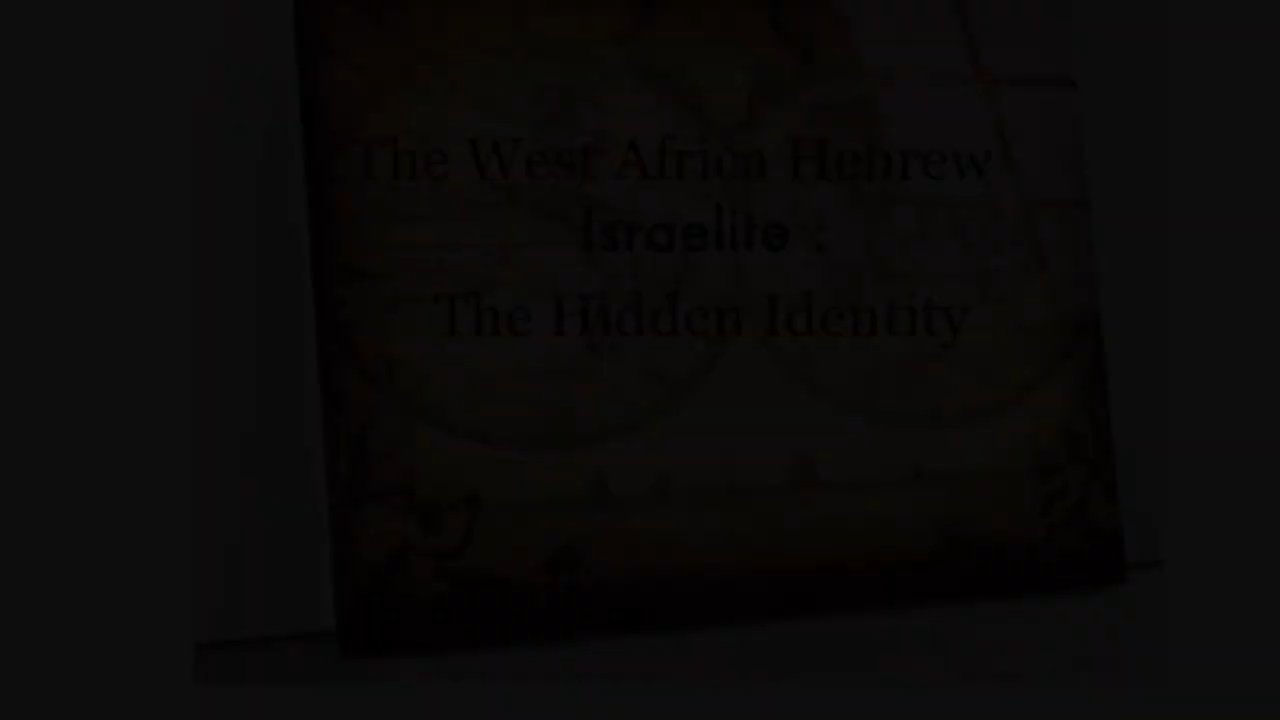 The West Africa Hebrew
Israelite :
The Hidden Identity